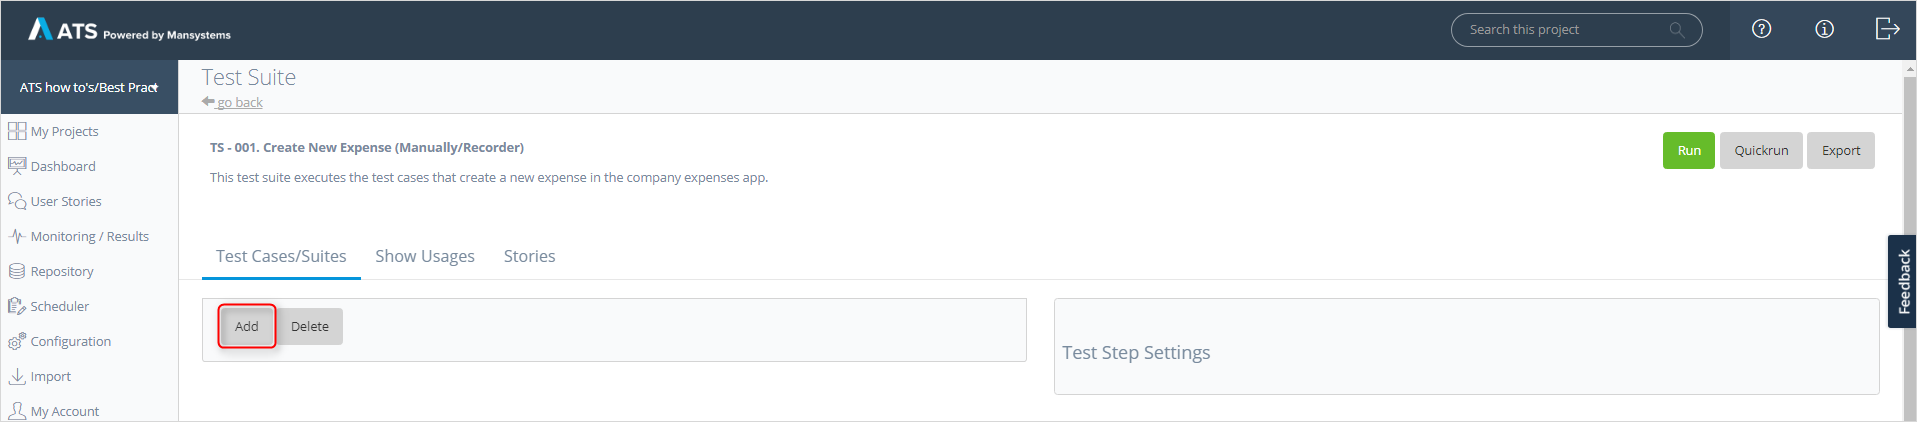 ATS Powered by Mansystems
Search this project
ATS how to's/Best Pract
My Projects
Dashboard
User Stories
Monitoring / Results
Repository
Scheduler
Configuration
Import
My Account
Test Suite
go back
TS - 001. Create New Expense (Manually/Recorder)
This test suite executes the test cases that create a new expense in the company expenses app.
Run Quickrun Export
Test Cases/Suites Show Usages Stories
Add Delete
Test Step Settings
Feedback